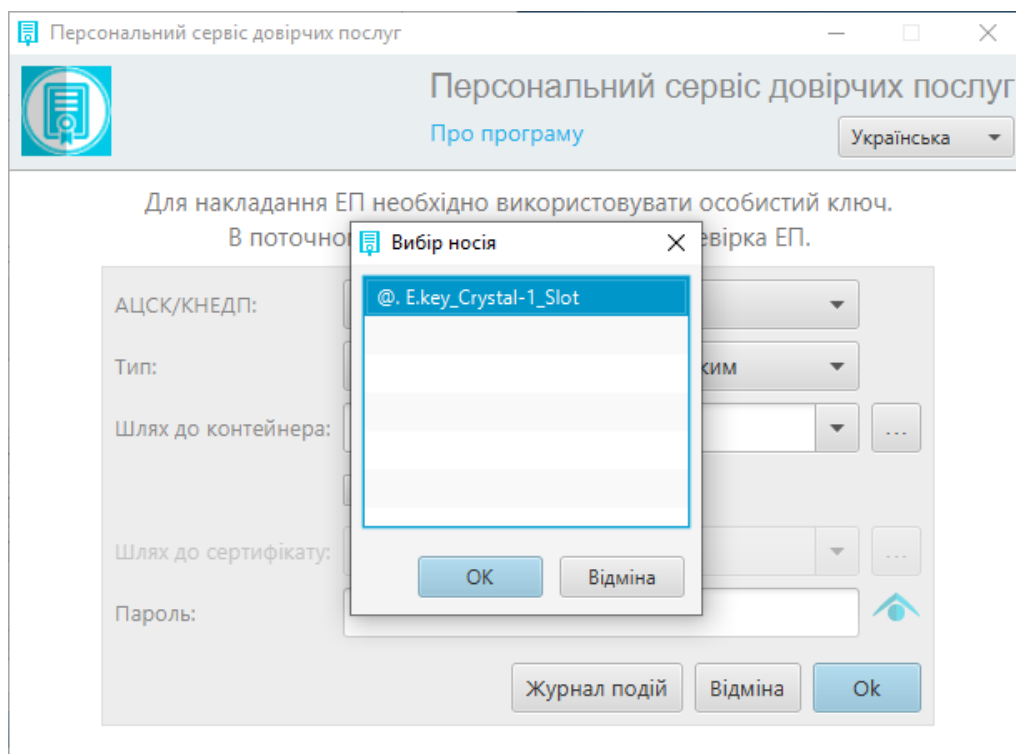 Персональний сервіс довірчих послуг
Персональний сервіс довірчих послуг
Про програму
Українська
Для накладання ЕП необхідно використовувати особистий ключ.
В поточно
ЕП.
Вибір носія
@. E.key_Crystal-1_Slot
OK
Відміна
АЦСК/КНЕДП:
Тип:
Шлях до контейнера:
...
Шлях до сертифікату:
...
Пароль:
Журнал подій
Відміна
Ok